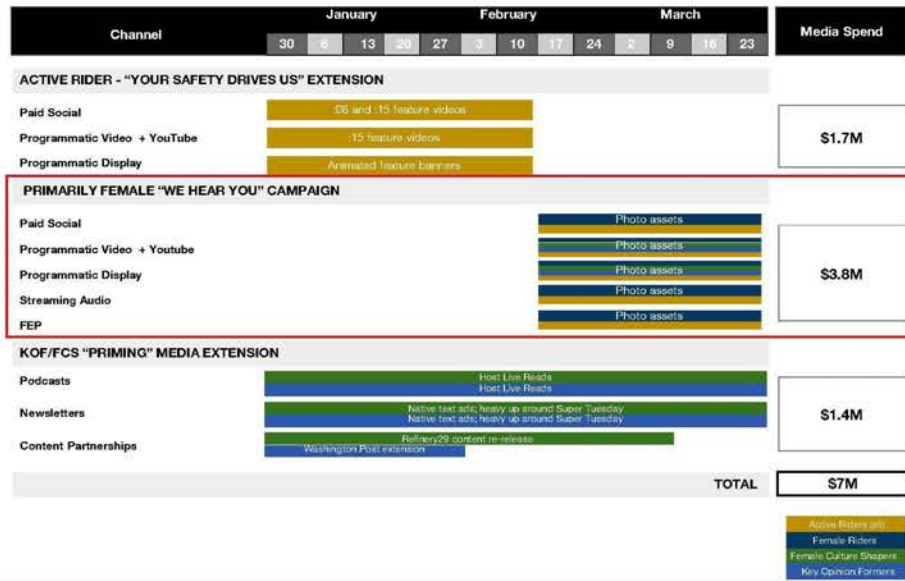 Channel
January February March
Media Spend
30 6 13 20 27 3 10 17 24 2 9 16 23
ACTIVE RIDER - “YOUR SAFETY DRIVES US” EXTENSION
Paid Social
:06 and :15 feature videos
Programmatic Video + YouTube
:15 feature videos
$1.7M
Programmatic Display
Animated feature banners
PRIMARILY FEMALE “WE HEAR YOU” CAMPAIGN
Paid Social
Photo assets
Programmatic Video + Youtube
Photo assets
Programmatic Display
Photo assets
$3.8M
Streaming Audio
Photo assets
FEP
Photo assets
KOF/FCS “PRIMING” MEDIA EXTENSION
Podcasts
Host Live Reads
Host Live Reads
Newsletters
Native text ads; heavy up around Super Tuesday
Native text ads; heavy up around Super Tuesday
$1.4M
Content Partnerships
Refinery29 content re-release
Washington Post extension
TOTAL
$7M
Active Riders (all)
Female Riders
Female Culture Shapers
Key Opinion Formers